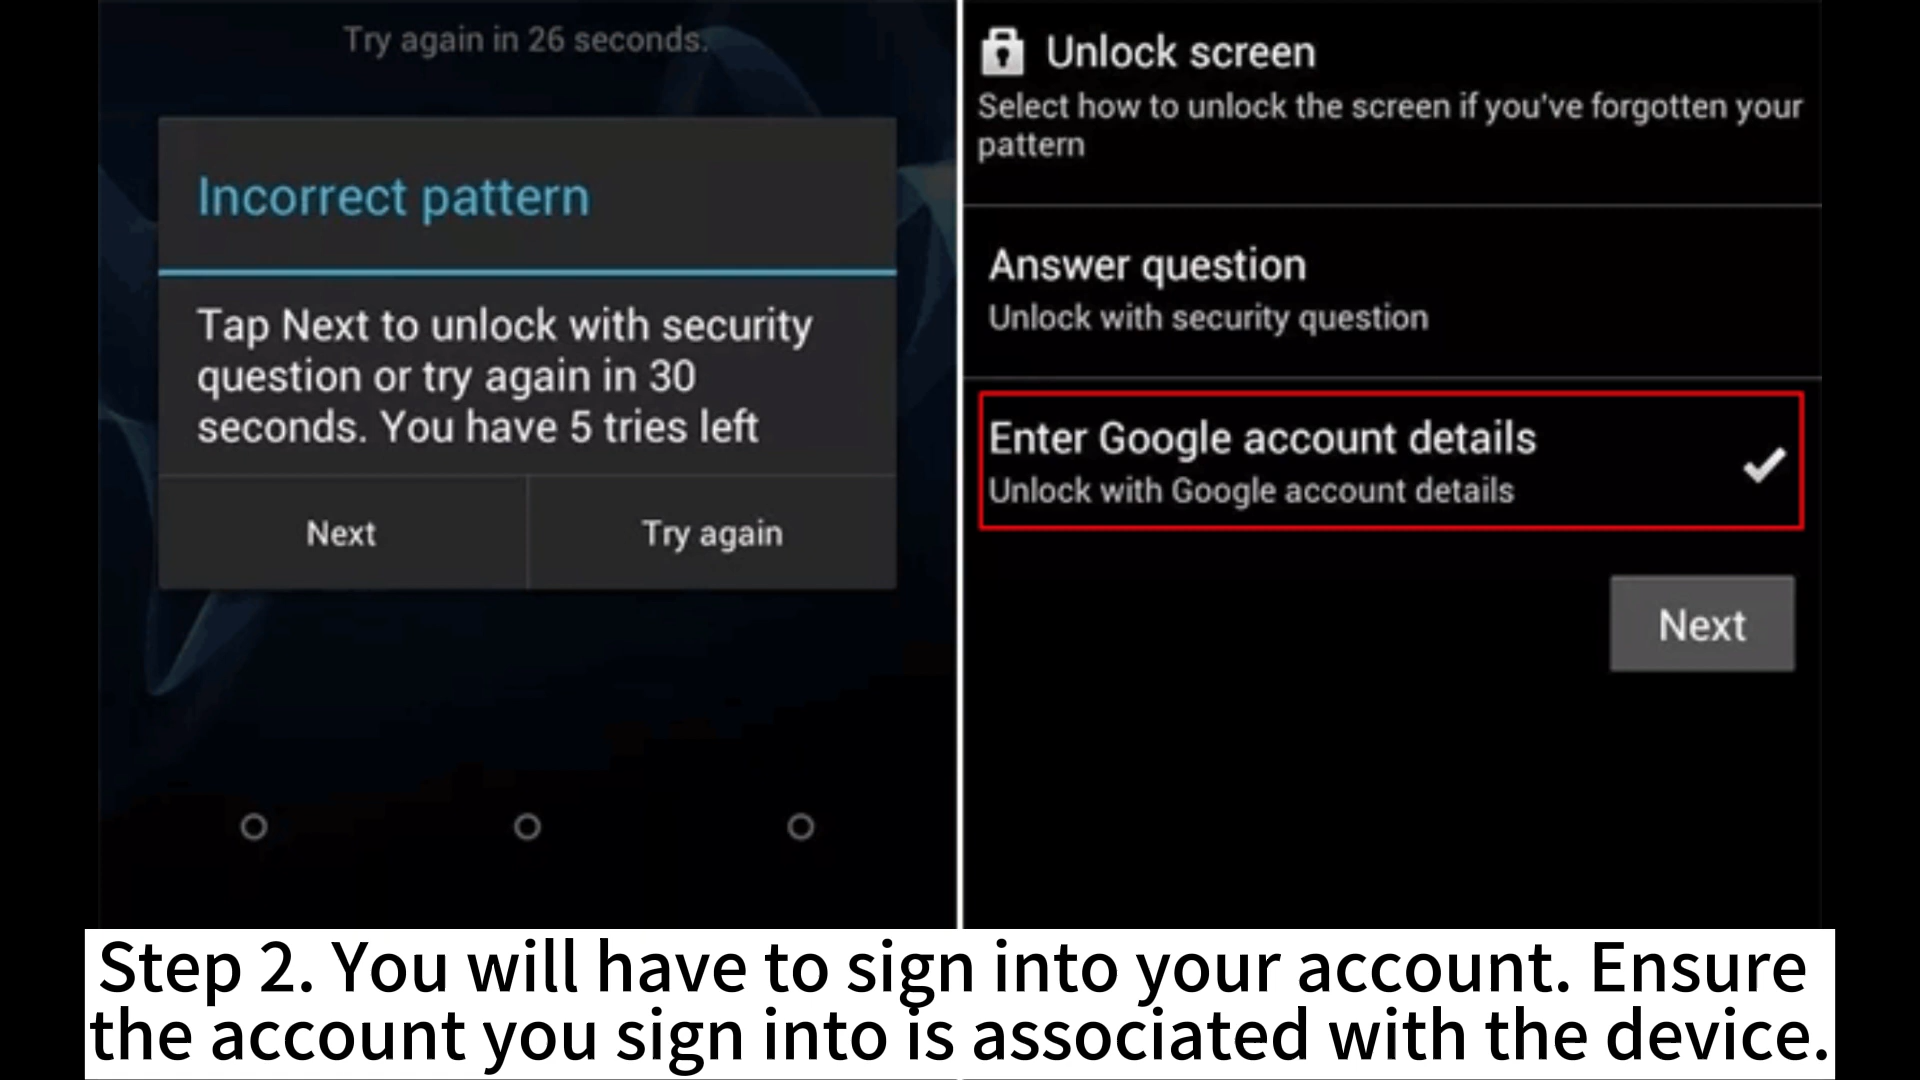 Try again in 26 seconds.
Incorrect pattern
Tap Next to unlock with security
question or try again in 30
seconds. You have 5 tries left
Next
Try again
Unlock screen
Select how to unlock the screen if you've forgotten your
pattern
Answer question
Unlock with security question
Enter Google account details
Unlock with Google account details
Next
Step 2. You will have to sign into your account. Ensure
the account you sign into is associated with the device.